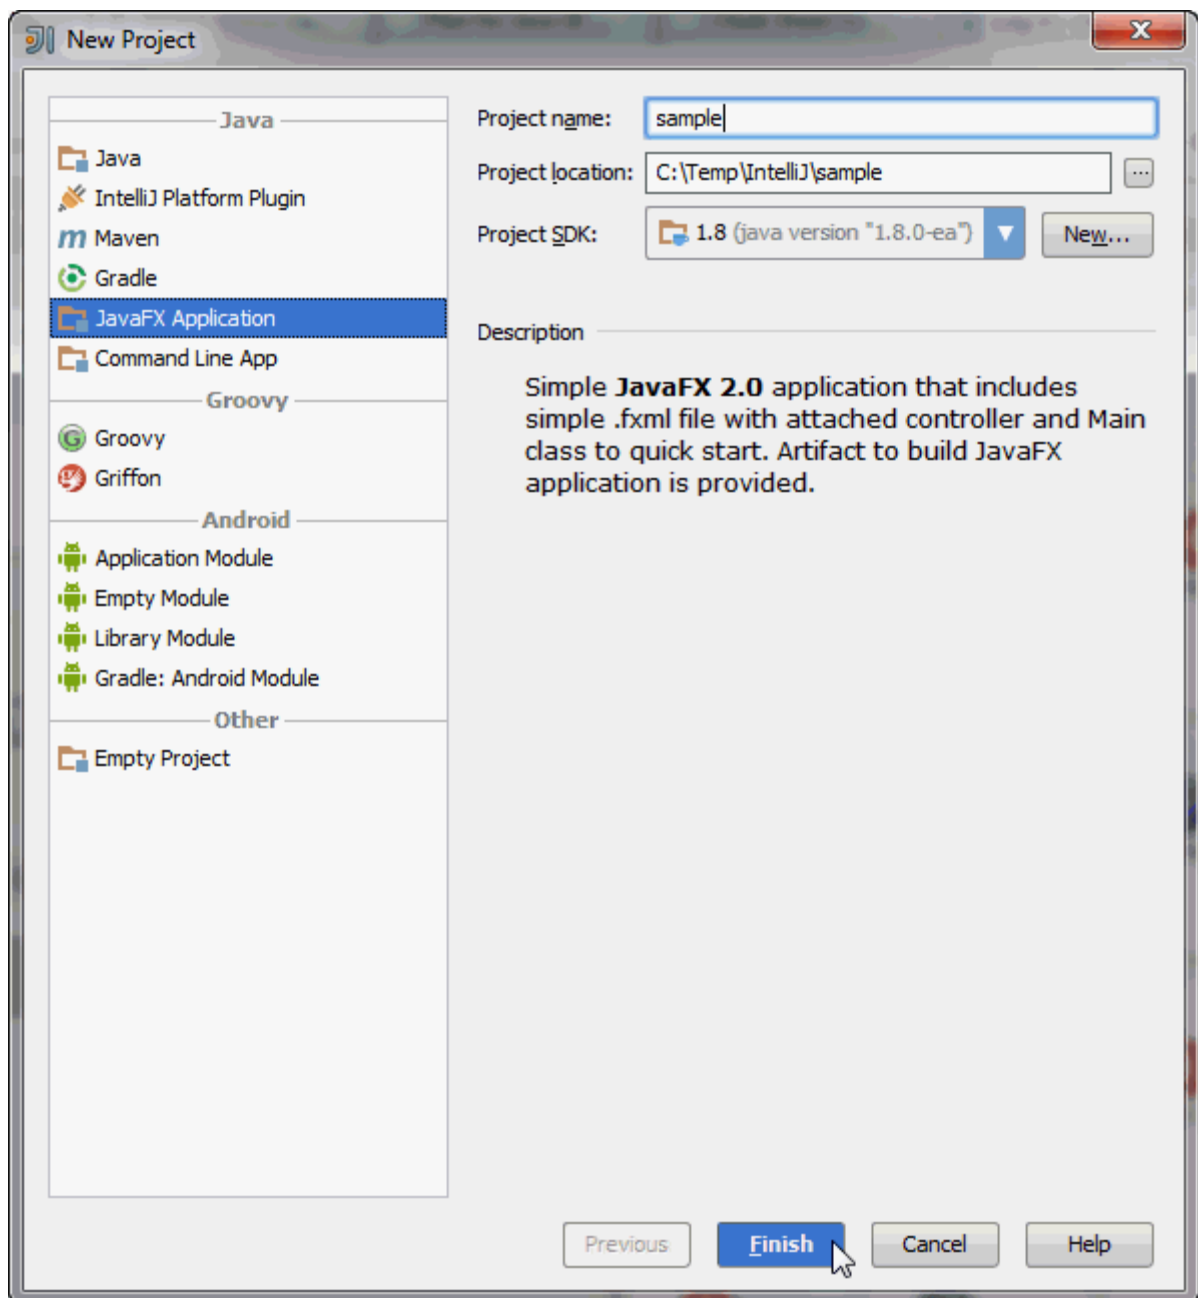 New Project
Java
Java
IntelliJ Platform Plugin
Maven
Gradle
JavaFX Application
Command Line App
Groovy
Groovy
Griffon
Android
Application Module
Empty Module
Library Module
Gradle: Android Module
Other
Empty Project
Project name: sample
Project location: C:\Temp\IntelliJ\sample ...
Project SDK: 1.8 (java version "1.8.0-ea") New...
Description
Simple JavaFX 2.0 application that includes
simple .fxml file with attached controller and Main
class to quick start. Artifact to build JavaFX
application is provided.
Previous Finish Cancel Help